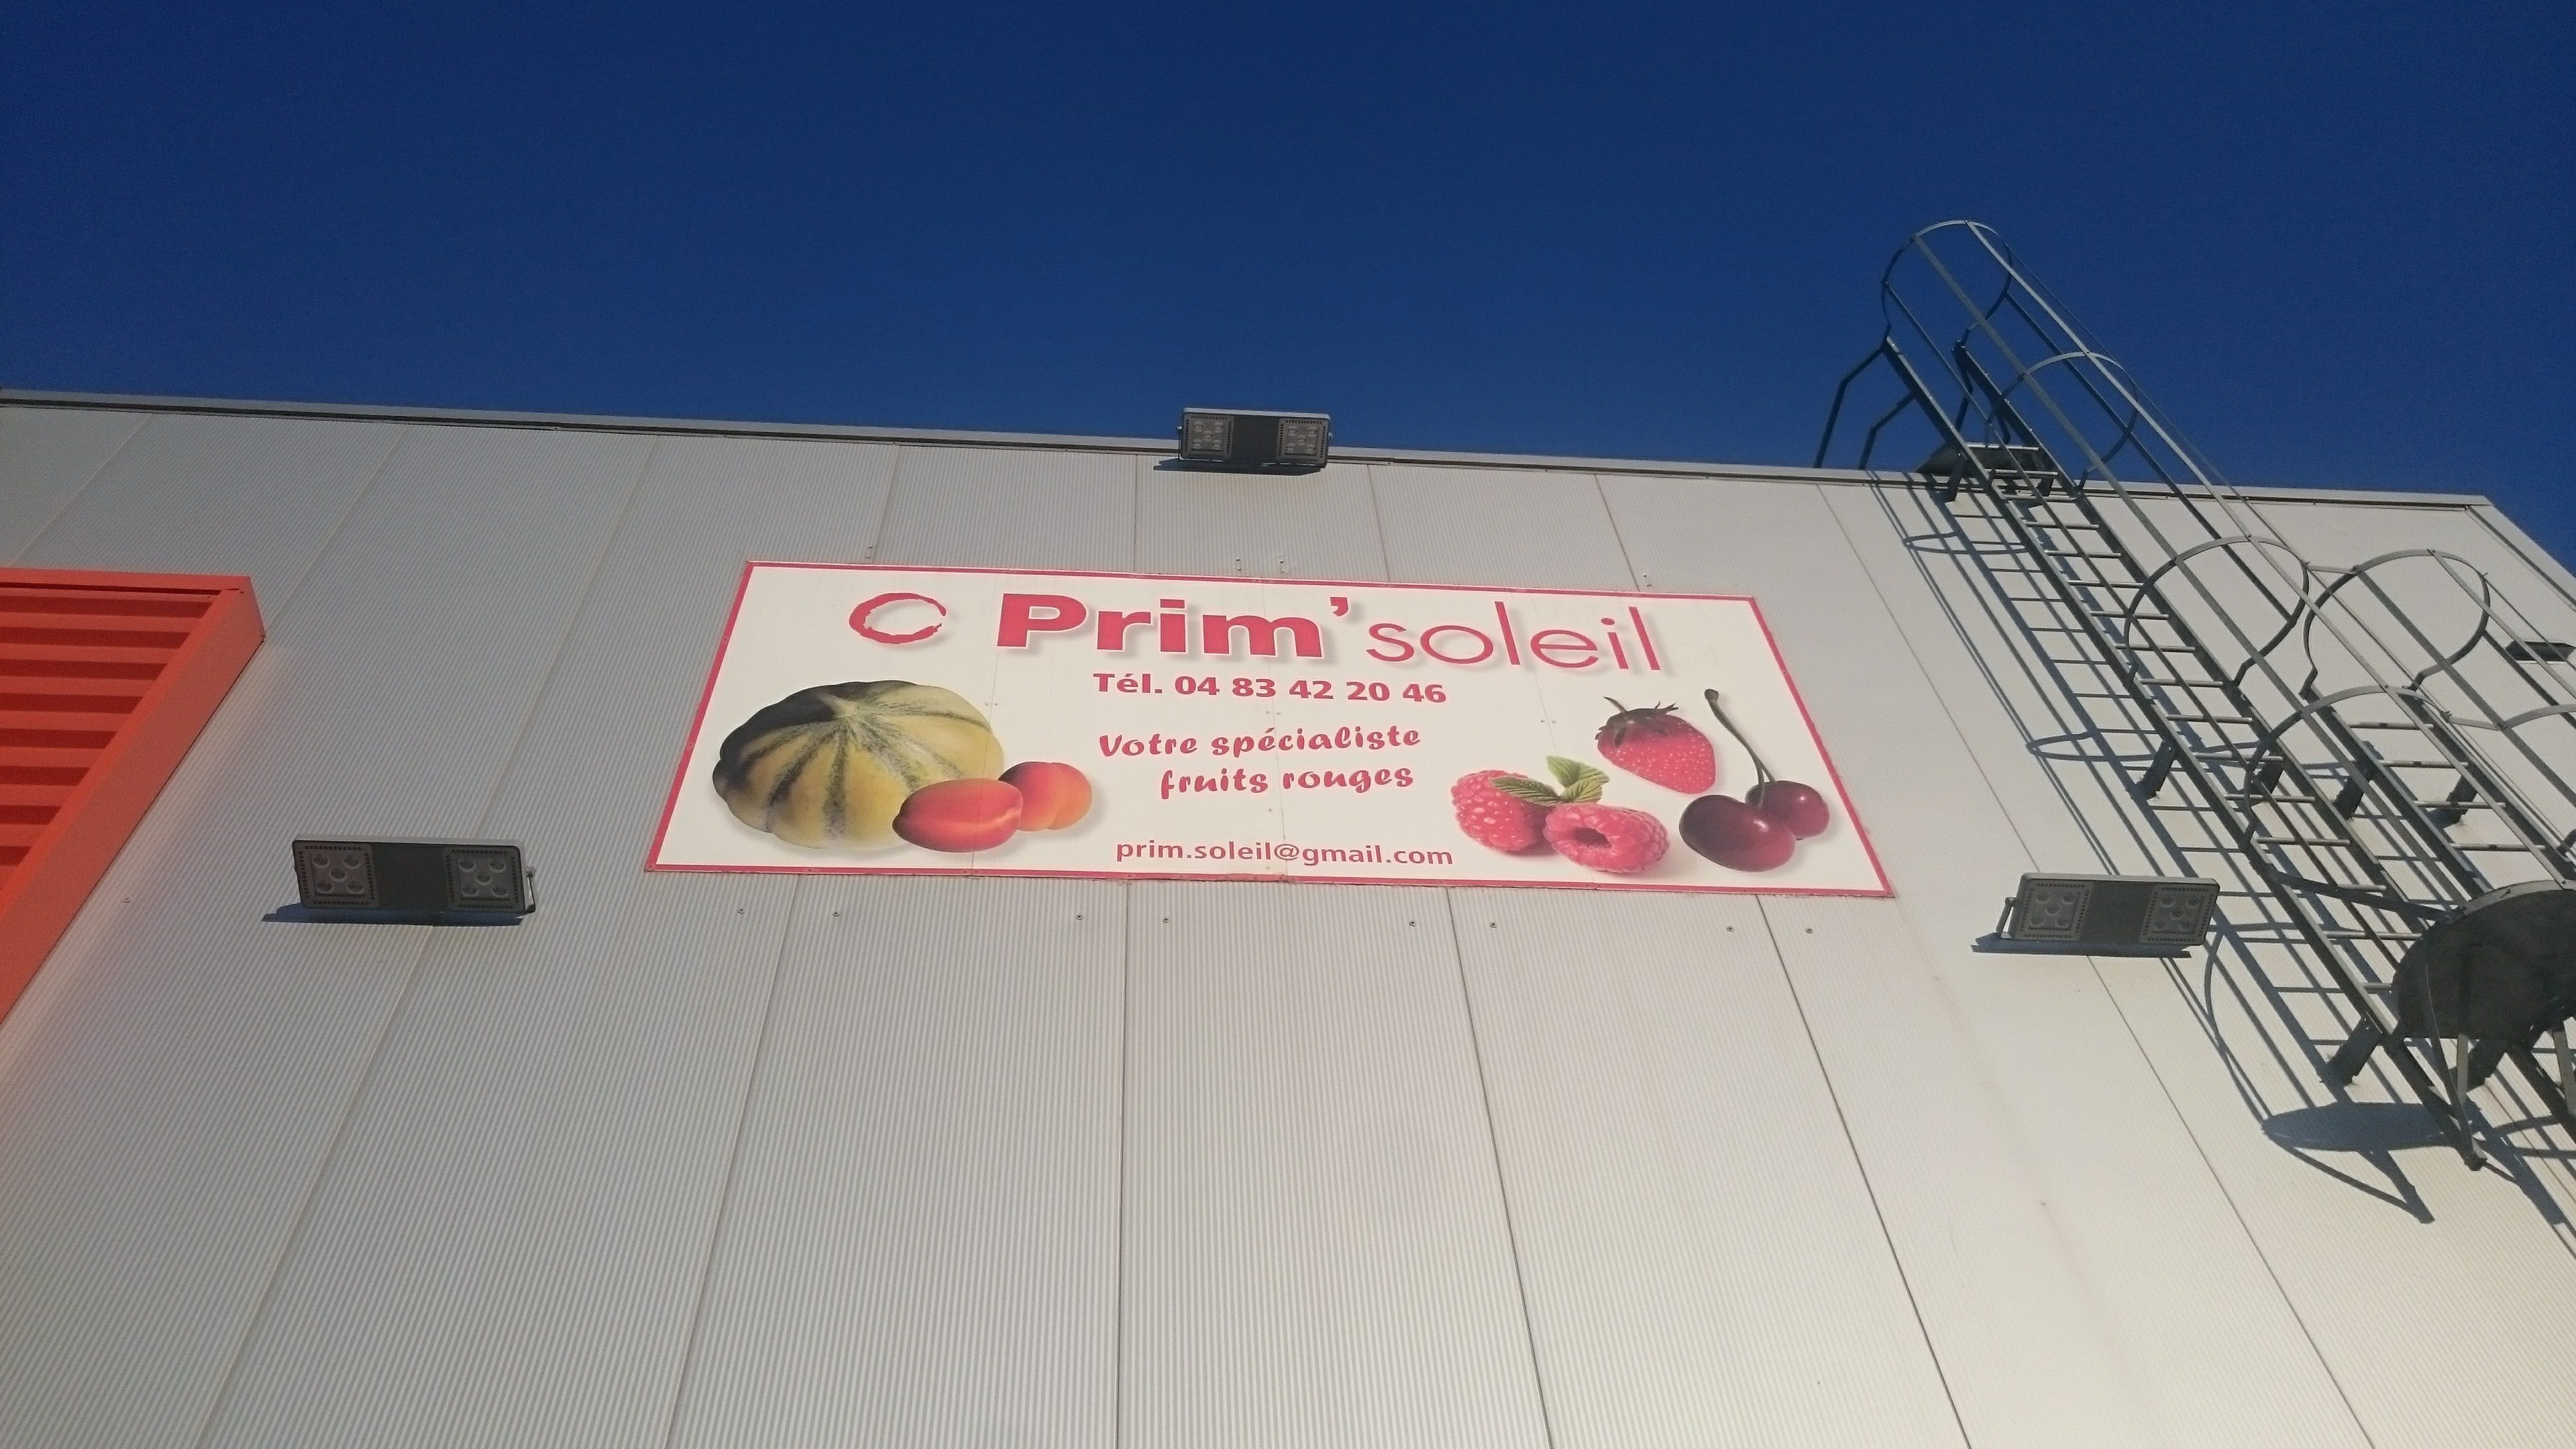 Prim'soleil
Tél. 04 83 42 20 46
Votre spécialiste
fruits rouges
prim.soleil@gmail.com